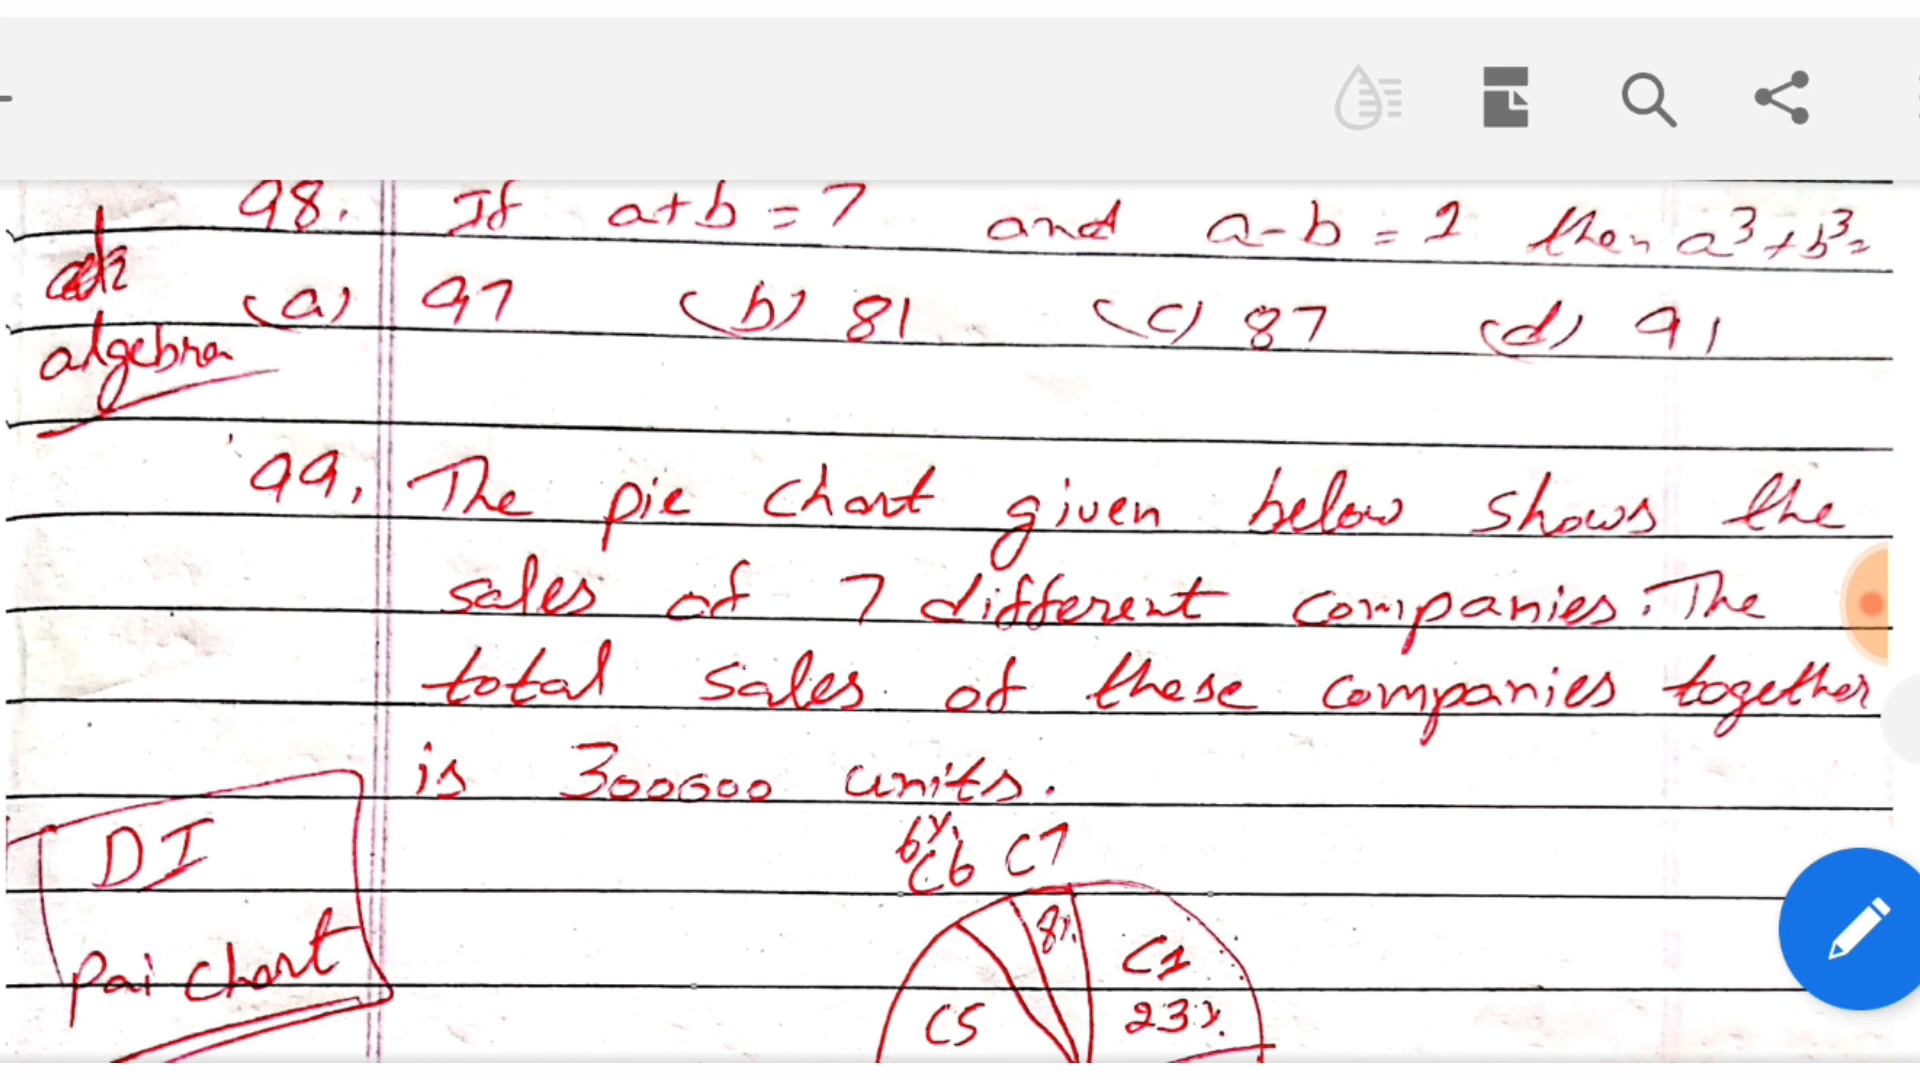 98. If a+b=7 and a-b=1 then a³+b³=
(a) 97 (b) 81 (c) 87 (d) 91
algebra
99. The pie chart given below shows the
sales of 7 different companies. The
total sales of these companies together
is 300000 units.
DI
Pai chart
6%
C6 C7
8%
C1
23%
C5